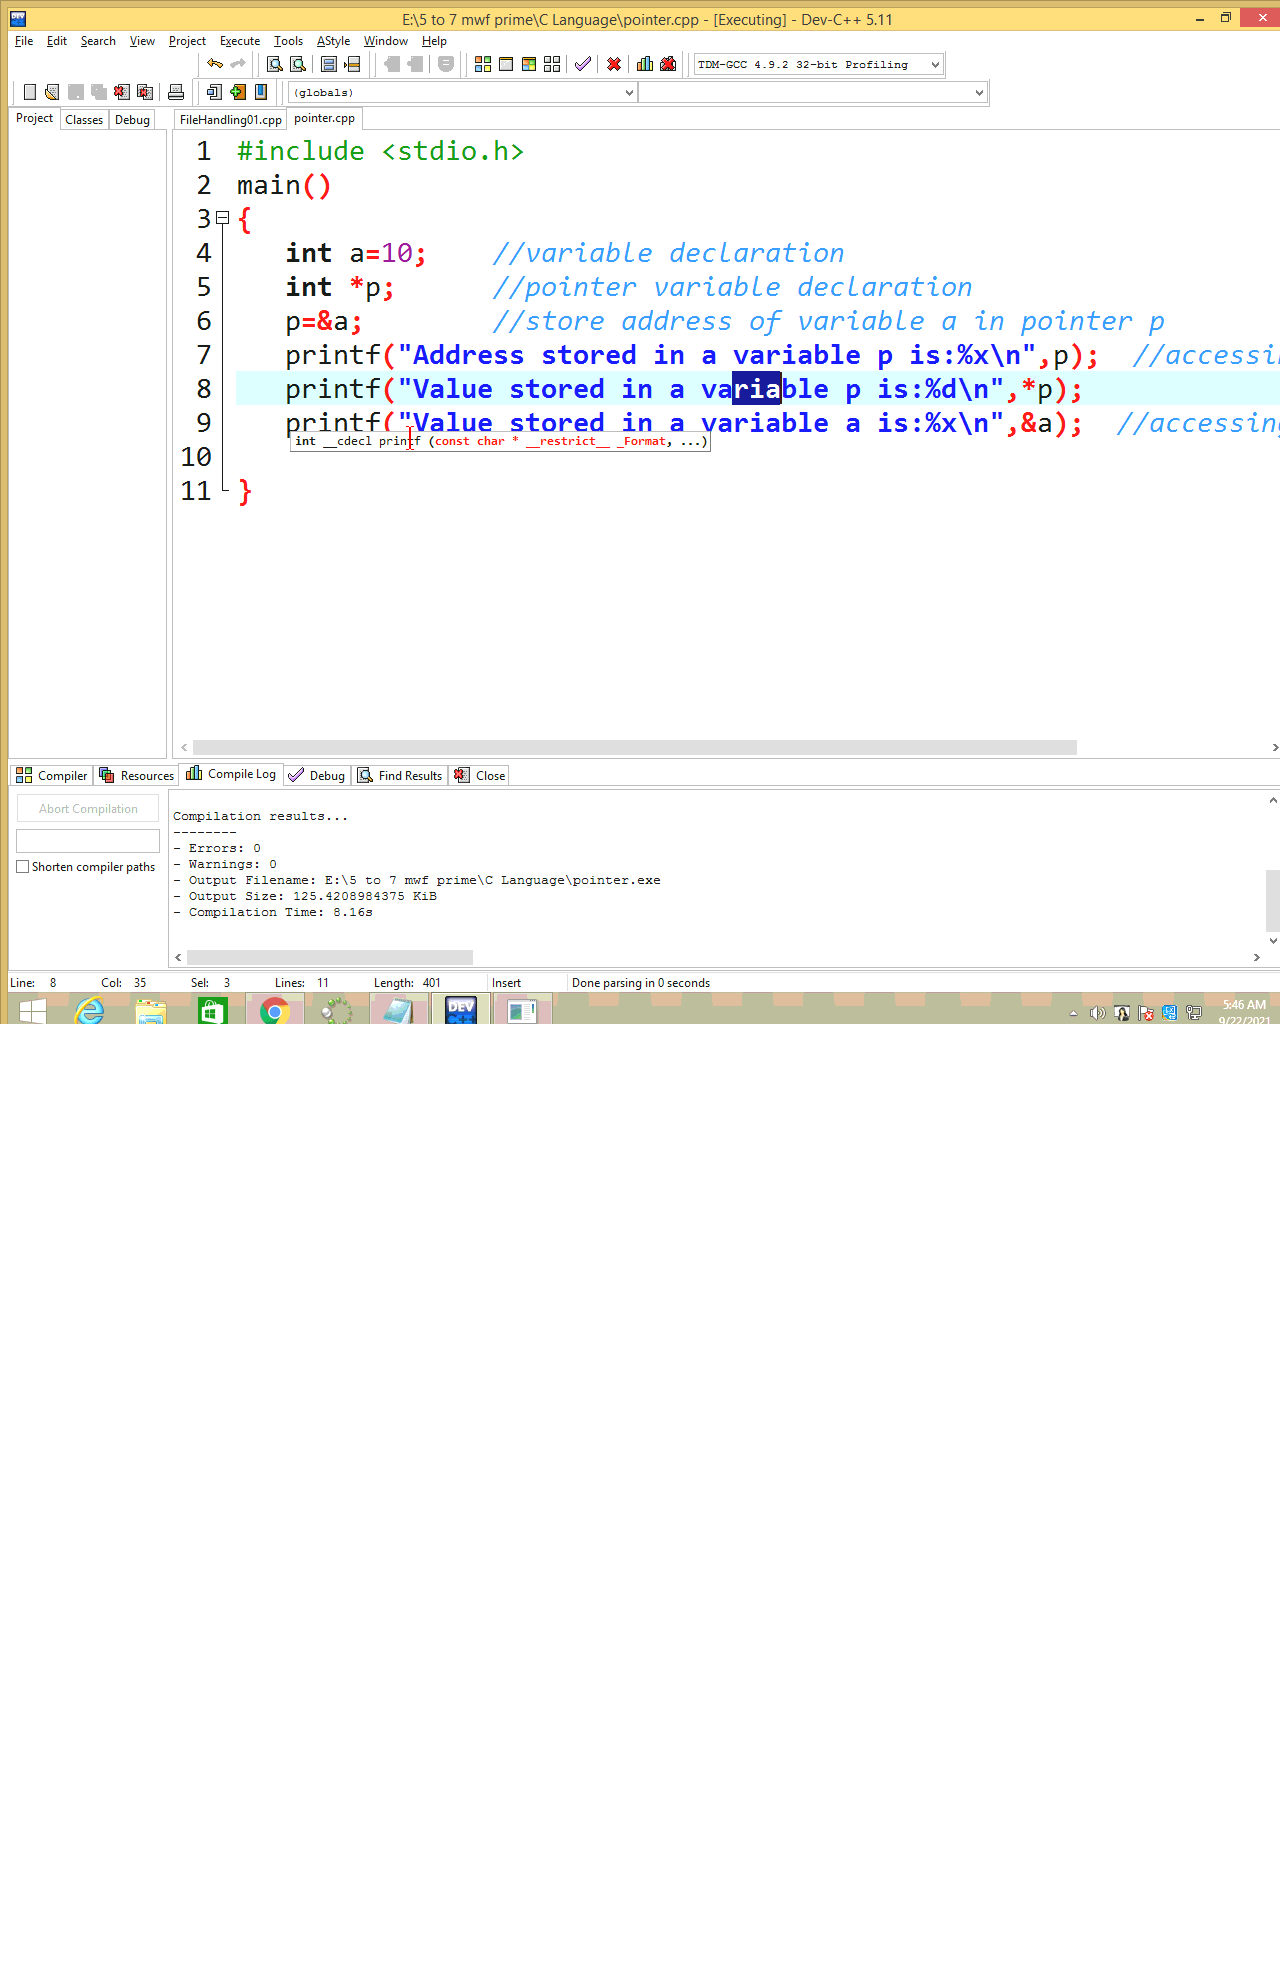 E:\5 to 7 mwf prime\C Language\pointer.cpp - [Executing] - Dev-C++ 5.11
File Edit Search View Project Execute Tools AStyle Window Help
TDM-GCC 4.9.2 32-bit Profiling
(globals)
Project Classes Debug FileHandling01.cpp pointer.cpp
1 #include <stdio.h>
2 main()
3 {
4 int a=10; //variable declaration
5 int *p; //pointer variable declaration
6 p=&a; //store address of variable a in pointer p
7 printf("Address stored in a variable p is:%x\n",p); //accessin
8 printf("Value stored in a variable p is:%d\n",*p);
9 printf("Value stored in a variable a is:%x\n",&a); //accessing
int __cdecl printf (const char * __restrict__ _Format, ...)
10
11 }
Compiler Resources Compile Log Debug Find Results Close
Abort Compilation
Shorten compiler paths
Compilation results...
--------
- Errors: 0
- Warnings: 0
- Output Filename: E:\5 to 7 mwf prime\C Language\pointer.exe
- Output Size: 125.4208984375 KiB
- Compilation Time: 8.16s
Line: 8 Col: 35 Sel: 3 Lines: 11 Length: 401 Insert Done parsing in 0 seconds
DEV C++
5:46 AM
9/22/2021